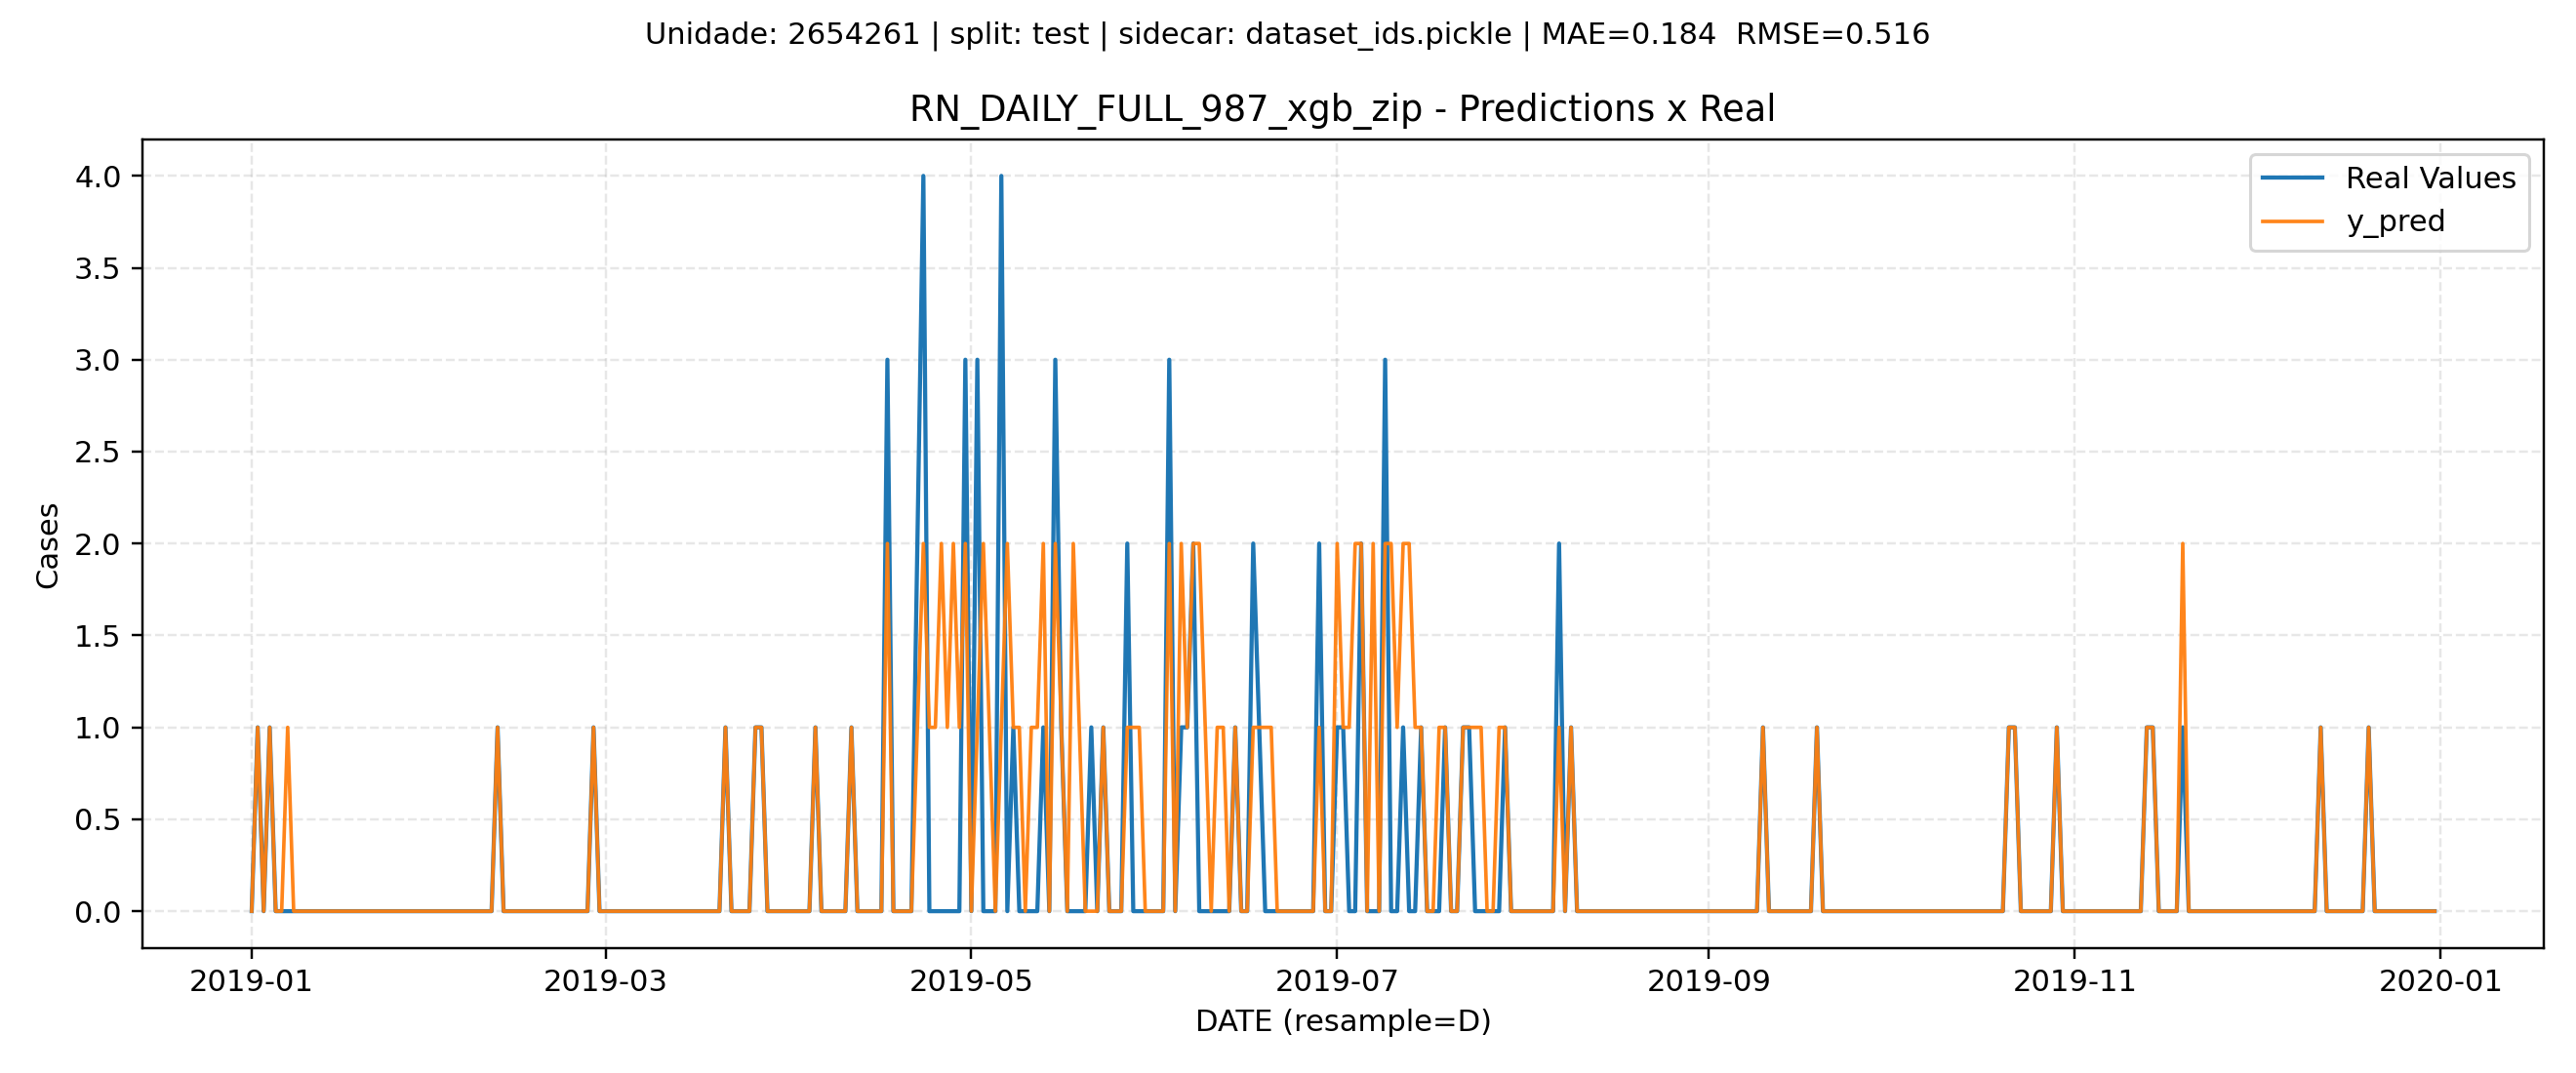 Unidade: 2654261 | split: test | sidecar: dataset_ids.pickle | MAE=0.184  RMSE=0.516
RN_DAILY_FULL_987_xgb_zip - Predictions x Real
Real Values
y_pred
4.0
3.5
3.0
2.5
2.0
1.5
1.0
0.5
0.0
Cases
2019-01
2019-03
2019-05
2019-07
2019-09
2019-11
2020-01
DATE (resample=D)